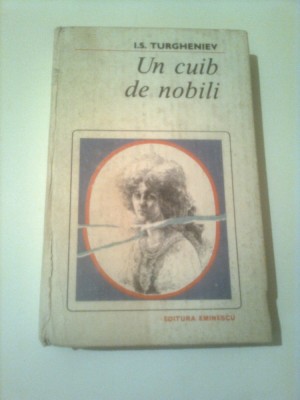 I.S. TURGHENIEV
Un cuib
de nobili
EDITURA EMINESCU